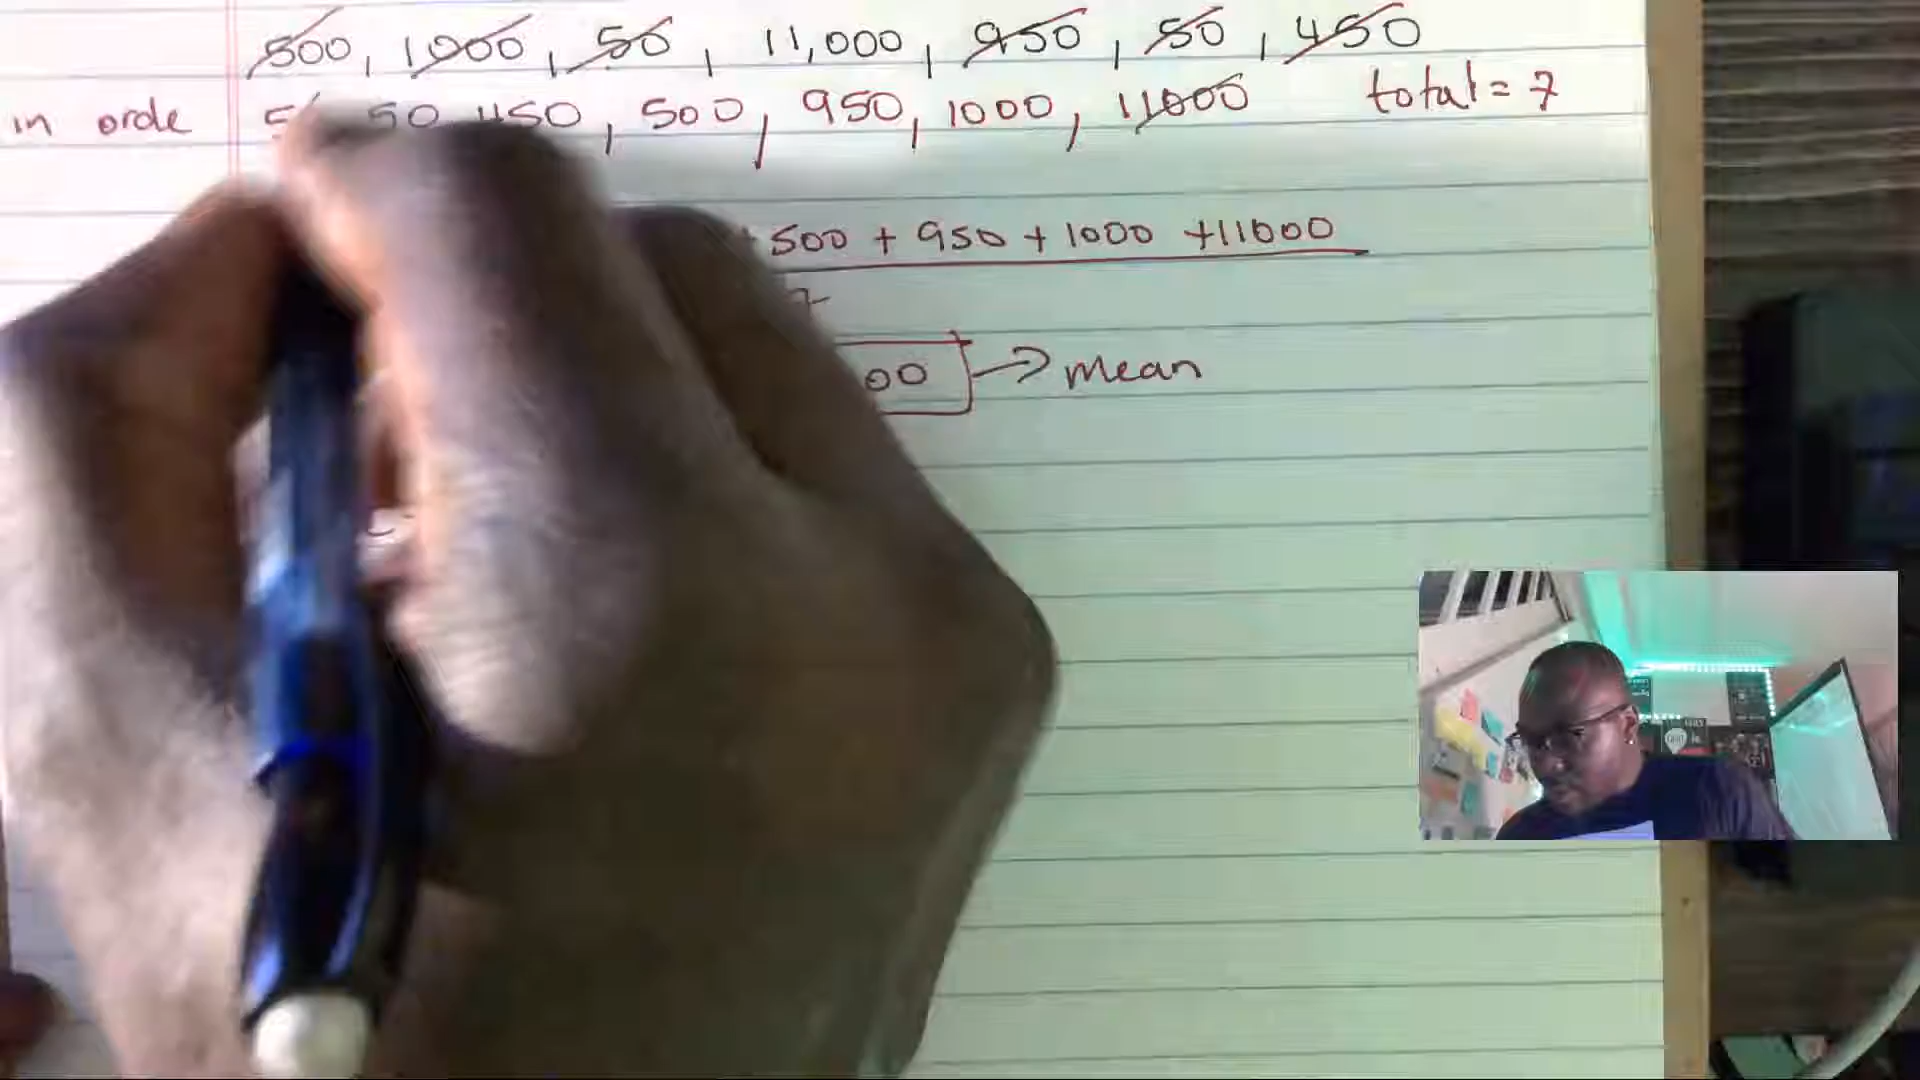 500, 1000, 50, 11,000, 950, 50, 450
in orde 50 450, 500, 950, 1000, 11000 total = 7
500 + 950 + 1000 + 11000
7
00 → mean